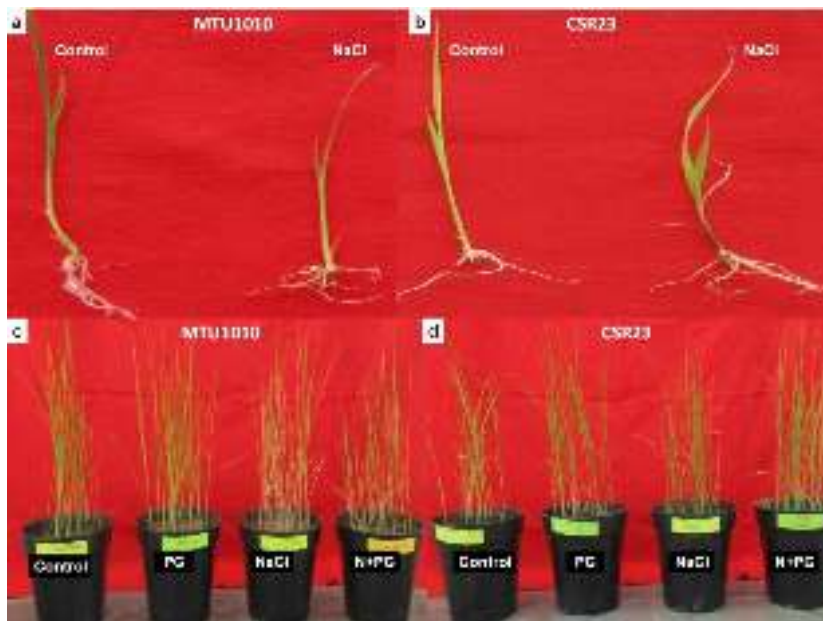 a MTU1010
Control NaCl
b CSR23
Control NaCl
c MTU1010
Control PG NaCl N+PG
d CSR23
Control PG NaCl N+PG